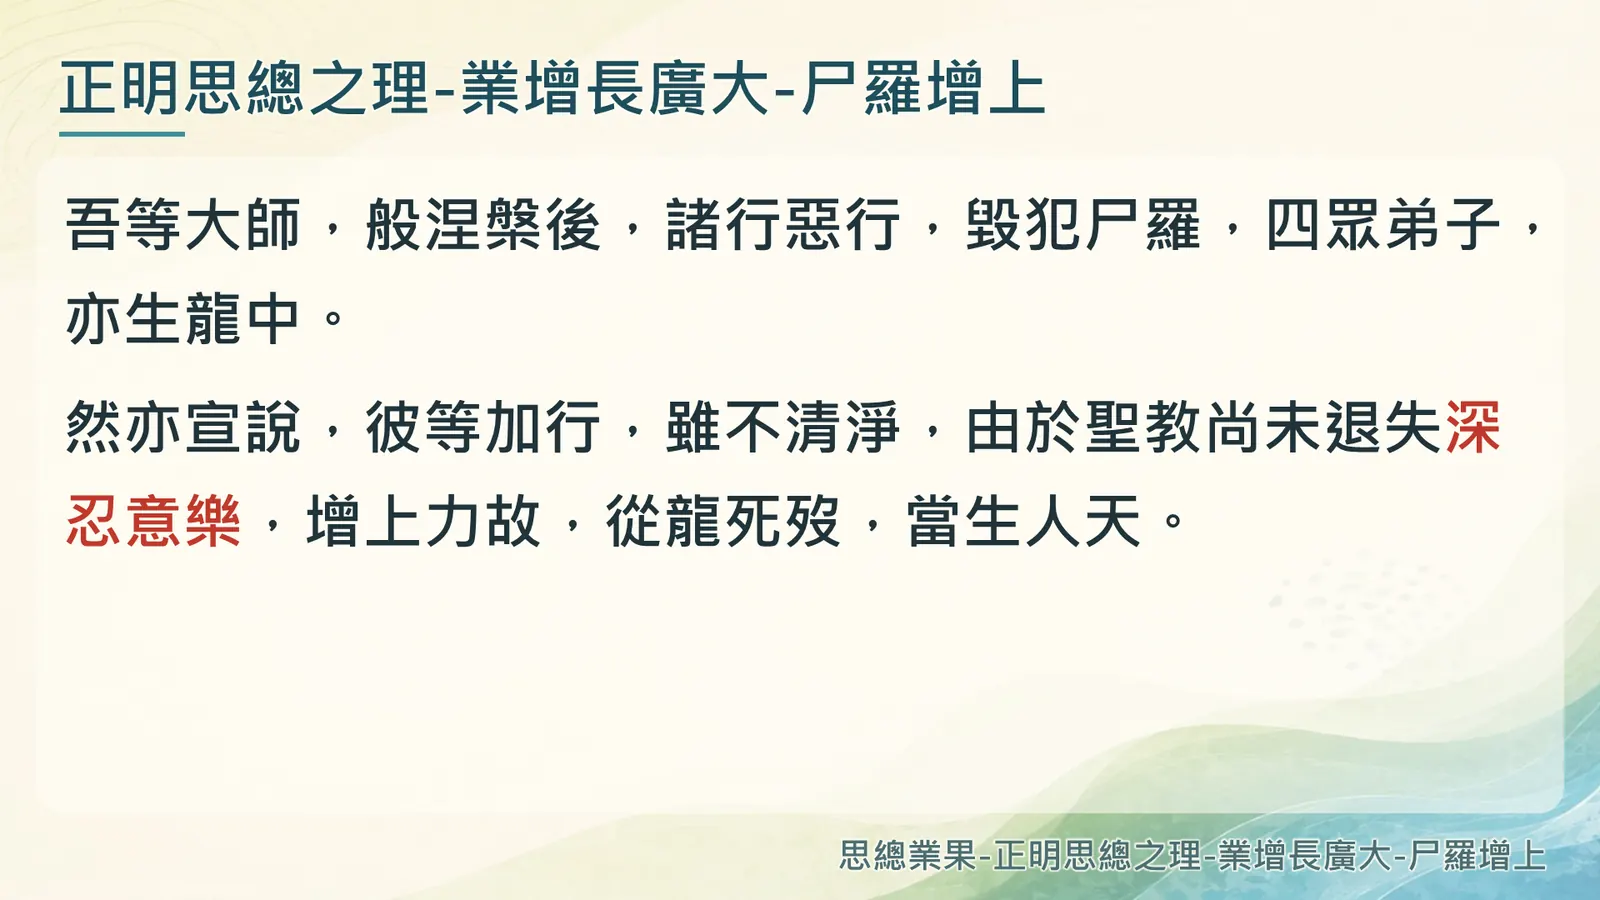 正明思總之理-業增長廣大-尸羅增上
吾等大師，般涅槃後，諸行惡行，毀犯尸羅，四眾弟子，
亦生龍中。
然亦宣說，彼等加行，雖不清淨，由於聖教尚未退失深
忍意樂，增上力故，從龍死歿，當生人天。
思總業果-正明思總之理-業增長廣大-尸羅增上